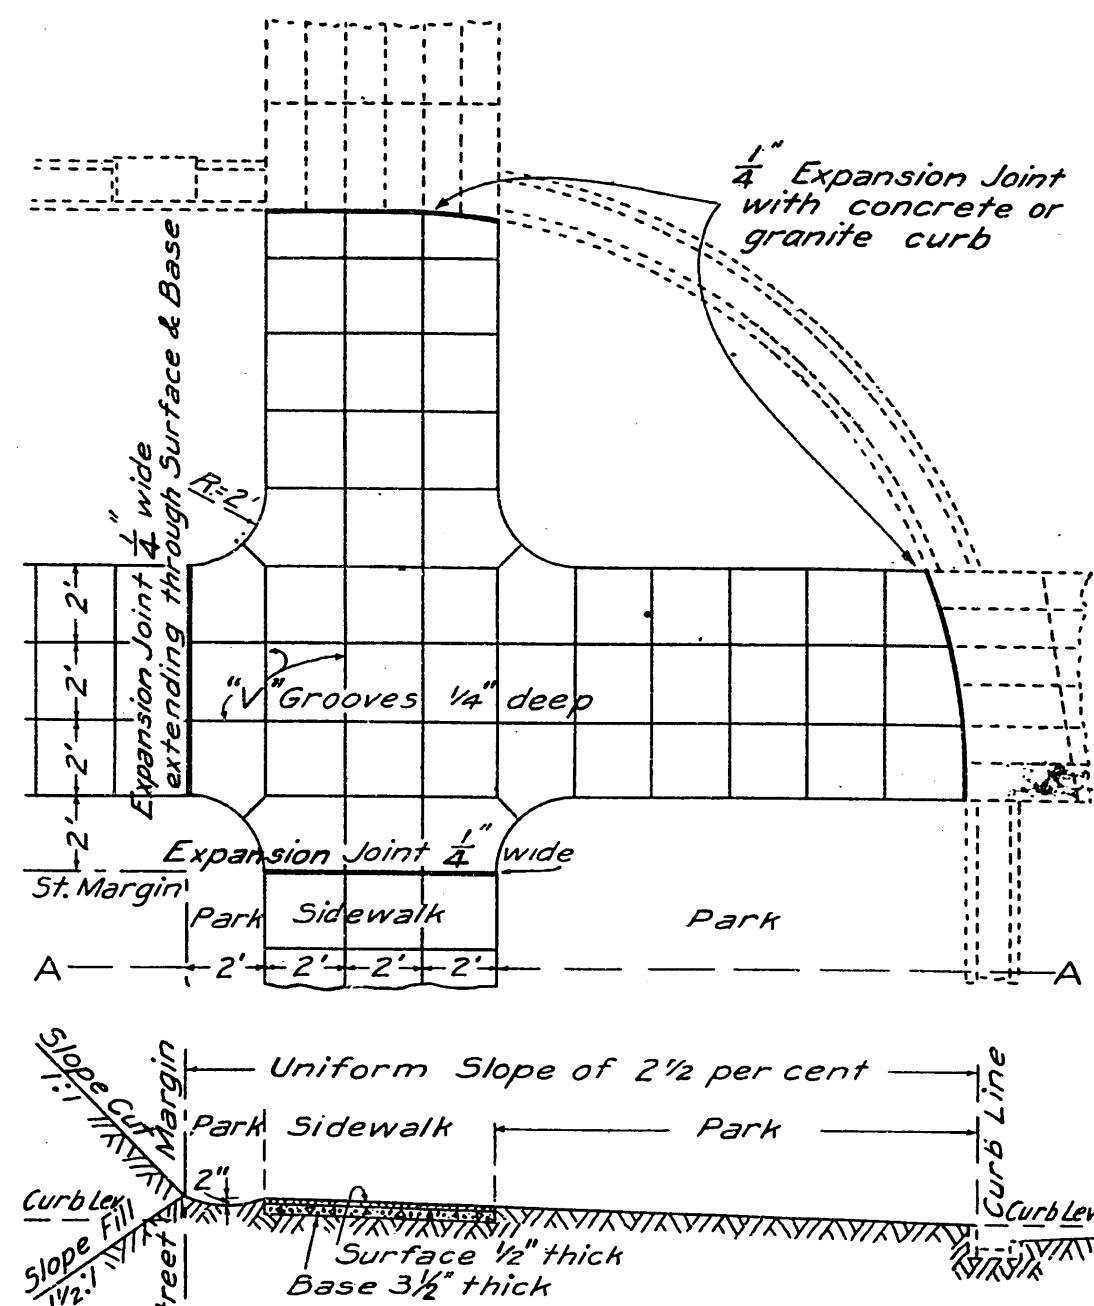 1/4" Expansion Joint
with concrete or
granite curb
Expansion Joint 1/4" wide
extending through Surface & Base
R.=2'
2'
2'
2'
2'
"V" Grooves 1/4" deep
Expansion Joint 1/4" wide
St. Margin
Park
Sidewalk
Park
A
2'
2'
2'
2'
A
Slope Cut
1:1
Street Margin
Uniform Slope of 2 1/2 per cent
Curb Line
Park
Sidewalk
Park
2"
Curb Lev.
Curb Lev
Slope Fill
1 1/2:1
Surface 1/2" thick
Base 3 1/2" thick